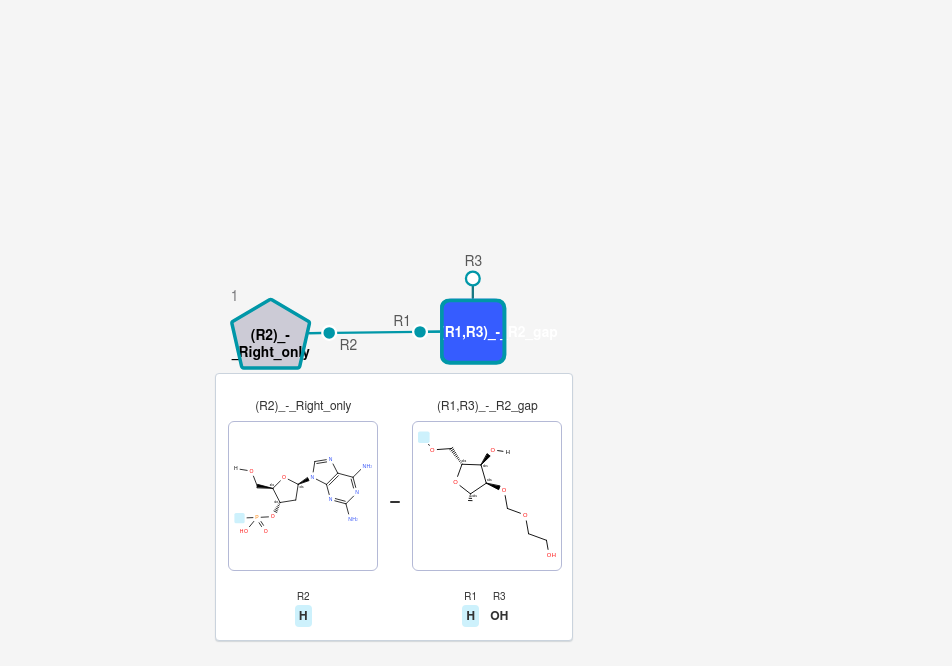 R3
1
R1
R2
(R2)_-
_Right_only
R1,R3)_-_R2_gap
(R2)_-_Right_only
(R1,R3)_-_R2_gap
H
O
O
N
N
NH₂
N
N
NH₂
N
P
O
HO
O
O
O
H
O
O
O
OH
R2
R1
R3
H
H
OH